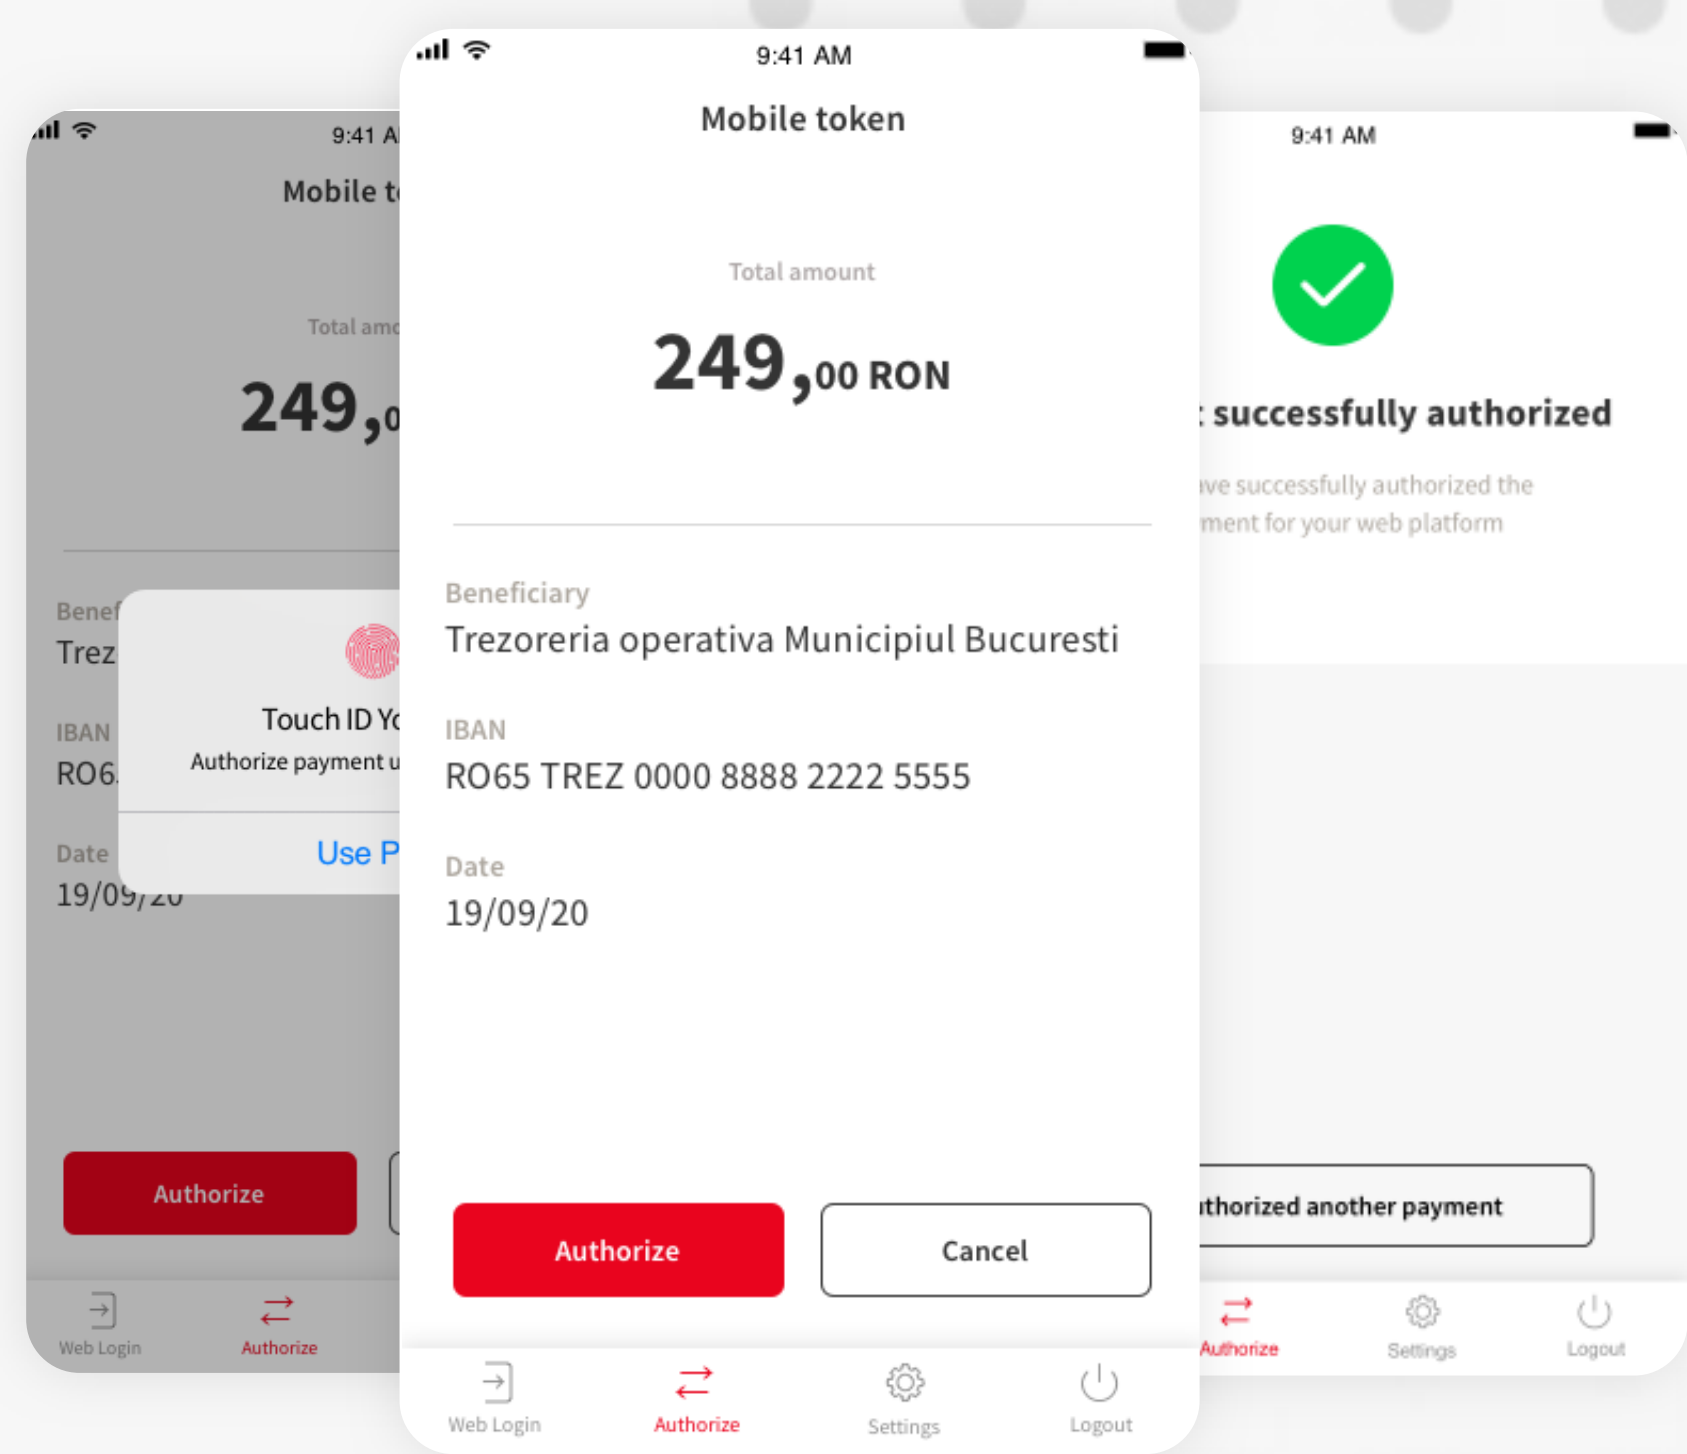 9:41 AM
Mobile token
Total amount
249,00 RON
Beneficiary
Trezoreria operativa Municipiul Bucuresti
IBAN
RO65 TREZ 0000 8888 2222 5555
Date
19/09/20
Authorize
Cancel
Web Login
Authorize
Settings
Logout
9:41
Mobile
Total
249,
Touch ID
Authorize payment
Use
IBAN
Date
19/09/20
Authorize
Web Login
Authorize
9:41 AM
successfully authorized
successfully authorized the
for your web platform
another payment
Authorize
Settings
Logout